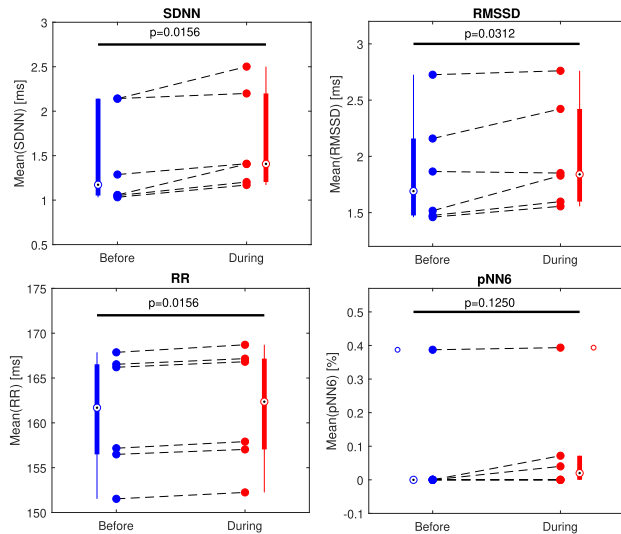 SDNN
p=0.0156
Mean(SDNN) [ms]
3
2.5
2
1.5
1
0.5
Before
During
RMSSD
p=0.0312
Mean(RMSSD) [ms]
3
2.5
2
1.5
Before
During
RR
p=0.0156
Mean(RR) [ms]
175
170
165
160
155
150
Before
During
pNN6
p=0.1250
Mean(pNN6) [%]
0.5
0.4
0.3
0.2
0.1
0
-0.1
Before
During